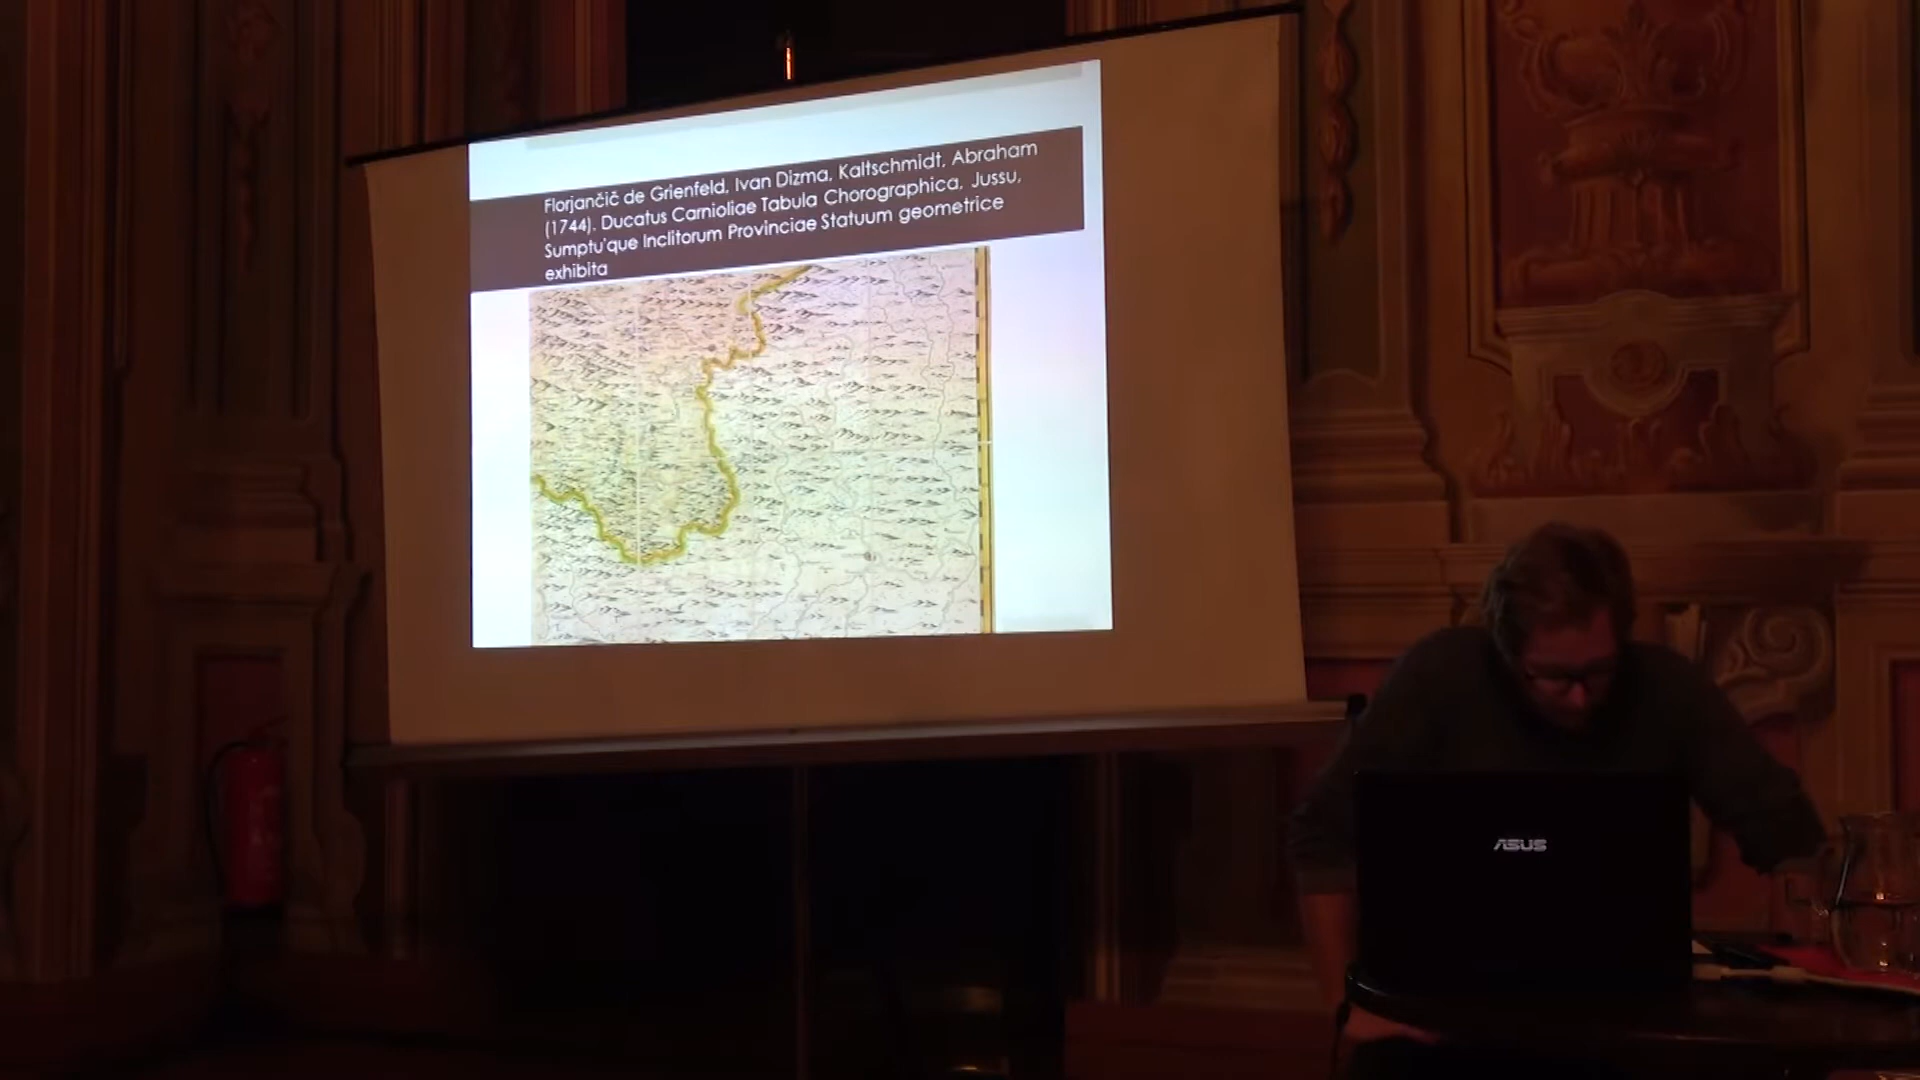 Florjančič de Grienfeld, Ivan Dizma, Kaltschmidt, Abraham
(1744). Ducatus Carnioliae Tabula Chorographica, Jussu,
Sumptu'que Inclitorum Provinciae Statuum geometrice
exhibita
ASUS